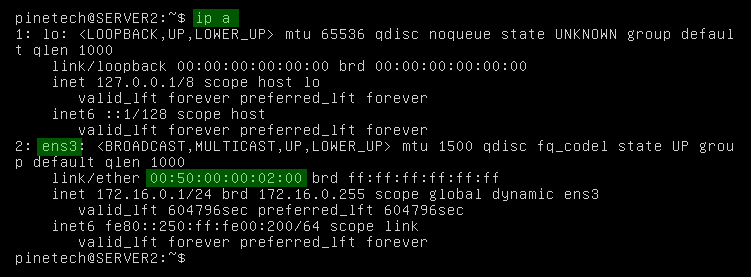 pinetech@SERVER2:~$ ip a
1: lo: <LOOPBACK,UP,LOWER_UP> mtu 65536 qdisc noqueue state UNKNOWN group defaul
t qlen 1000
    link/loopback 00:00:00:00:00:00 brd 00:00:00:00:00:00
    inet 127.0.0.1/8 scope host lo
       valid_lft forever preferred_lft forever
    inet6 ::1/128 scope host
       valid_lft forever preferred_lft forever
2: ens3: <BROADCAST,MULTICAST,UP,LOWER_UP> mtu 1500 qdisc fq_codel state UP grou
p default qlen 1000
    link/ether 00:50:00:00:02:00 brd ff:ff:ff:ff:ff:ff
    inet 172.16.0.1/24 brd 172.16.0.255 scope global dynamic ens3
       valid_lft 604796sec preferred_lft 604796sec
    inet6 fe80::250:ff:fe00:200/64 scope link
       valid_lft forever preferred_lft forever
pinetech@SERVER2:~$